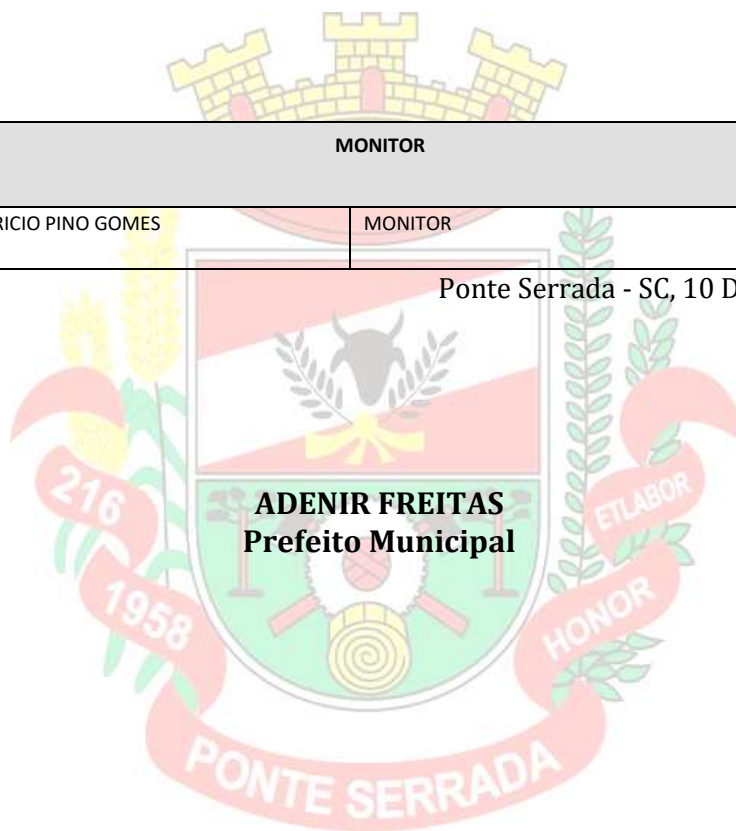 MONITOR
RICIO PINO GOMES MONITOR
Ponte Serrada - SC, 10 D
ADENIR FREITAS
Prefeito Municipal
216
1958
ETLABOR
HONOR
PONTE SERRADA